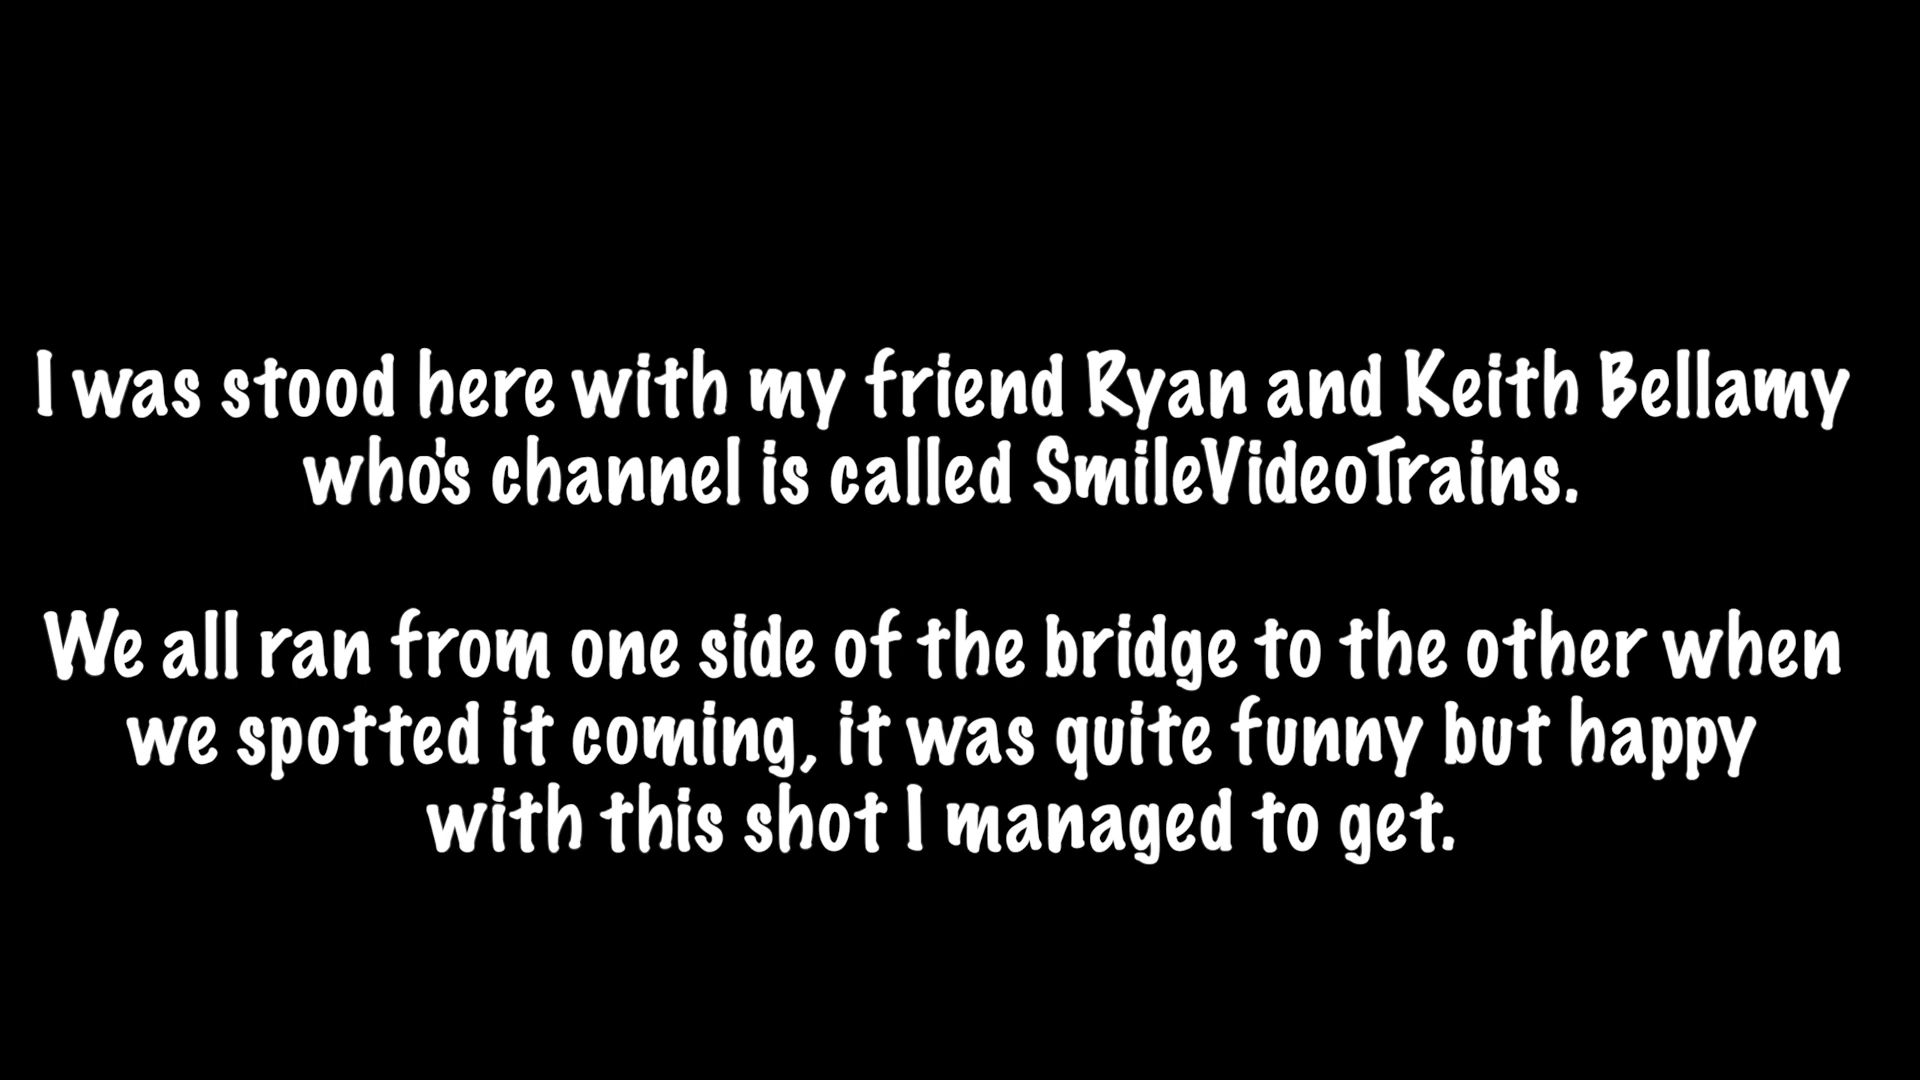 I was stood here with my friend Ryan and Keith Bellamy
who's channel is called SmileVideoTrains.
We all ran from one side of the bridge to the other when
we spotted it coming, it was quite funny but happy
with this shot I managed to get.